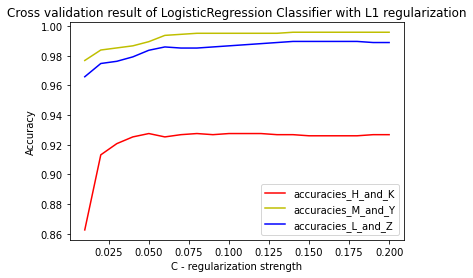 Cross validation result of LogisticRegression Classifier with L1 regularization
1.00
0.98
0.96
0.94
0.92
0.90
0.88
0.86
Accuracy
accuracies_H_and_K
accuracies_M_and_Y
accuracies_L_and_Z
0.025 0.050 0.075 0.100 0.125 0.150 0.175 0.200
C - regularization strength